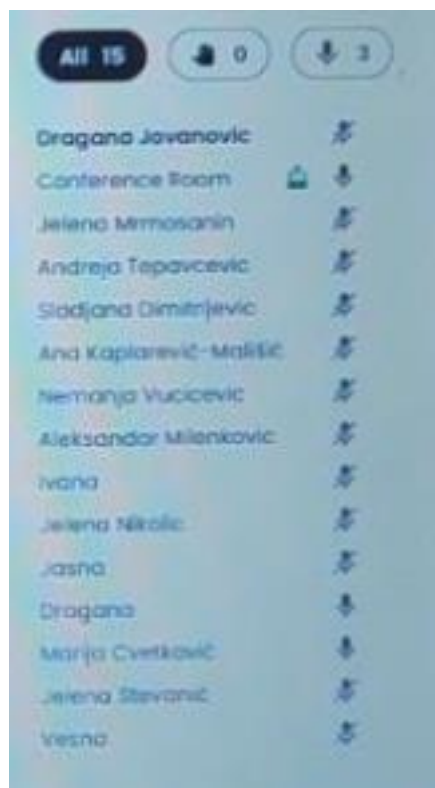 All 15 0 3
Dragana Jovanovic
Conference Room
Jelena Mrmosanin
Andreja Tepavcevic
Sladjana Dimitrijevic
Ana Kaplarević-Mališić
Nemanja Vucicevic
Aleksandar Milenkovic
Ivana
Jelena Nikolic
Jasna
Dragana
Marija Cvetković
Jelena Stevanić
Vesna